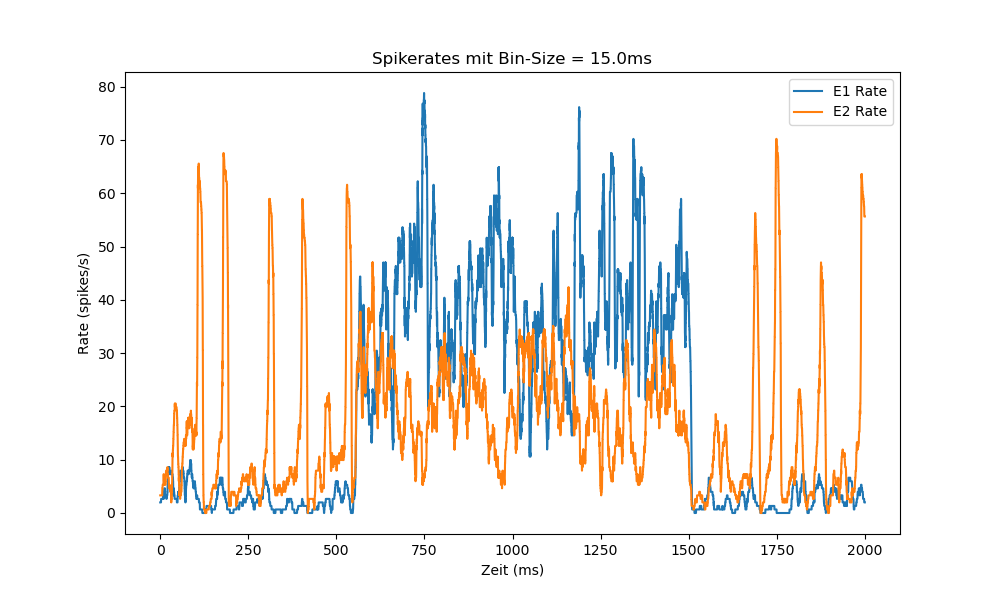 Spikerates mit Bin-Size = 15.0ms
E1 Rate
E2 Rate
80
70
60
50
40
30
20
10
0
Rate (spikes/s)
0 250 500 750 1000 1250 1500 1750 2000
Zeit (ms)